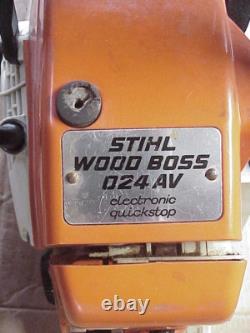 STIHL
WOOD BOSS
024 AV
electronic
quickstop